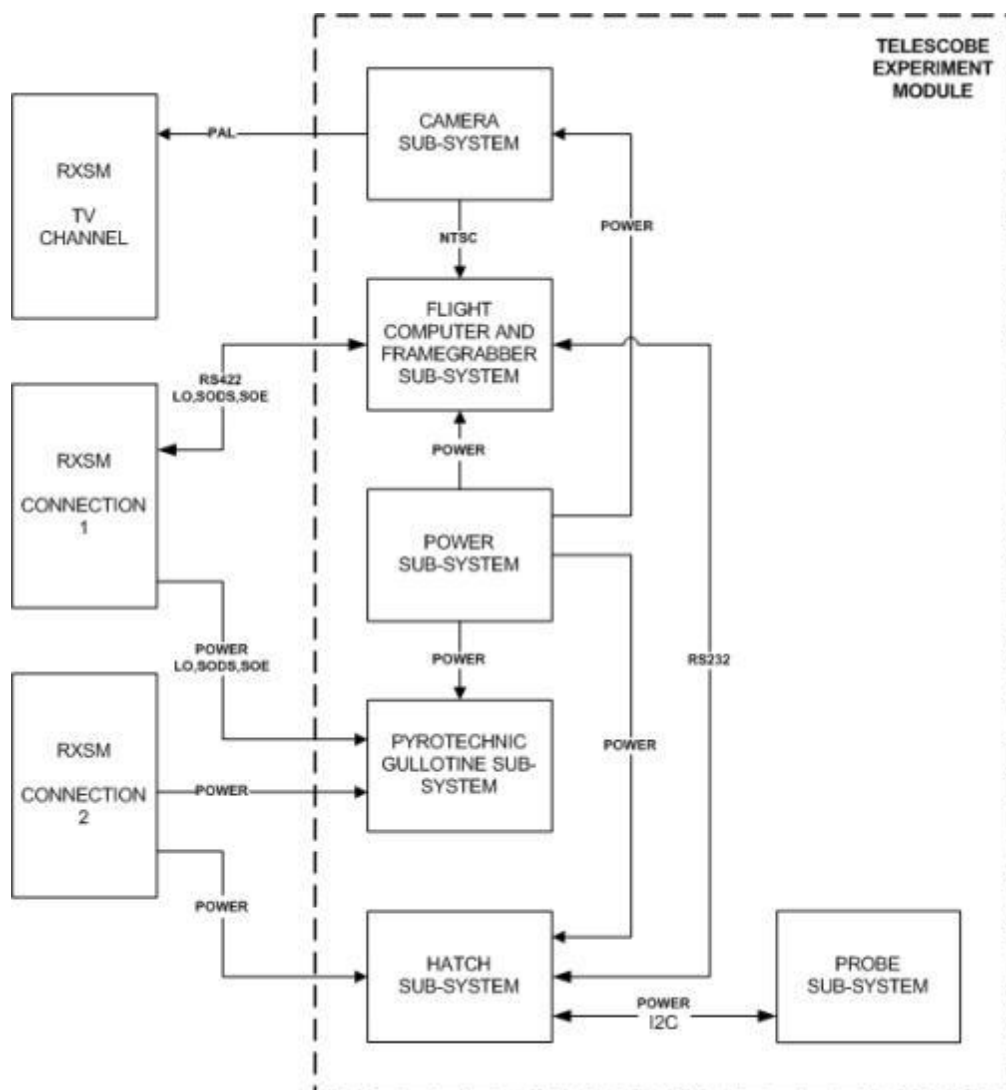 TELESCOBE
EXPERIMENT
MODULE
RXSM
TV
CHANNEL
PAL
CAMERA
SUB-SYSTEM
POWER
NTSC
FLIGHT
COMPUTER AND
FRAMEGRABBER
SUB-SYSTEM
RS422
LO,SODS,SOE
RXSM
CONNECTION
1
POWER
POWER
SUB-SYSTEM
POWER
LO,SODS,SOE
POWER
RS232
RXSM
CONNECTION
2
PYROTECHNIC
GULLOTINE SUB-
SYSTEM
POWER
POWER
POWER
HATCH
SUB-SYSTEM
POWER
I2C
PROBE
SUB-SYSTEM